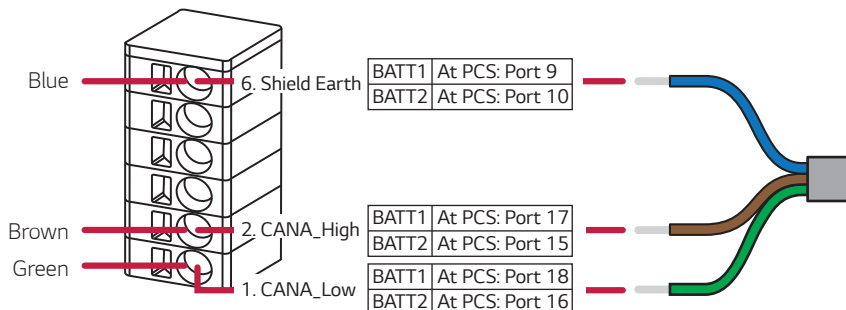 Blue
6. Shield Earth
BATT1 At PCS: Port 9
BATT2 At PCS: Port 10
Brown
2. CANA_High
BATT1 At PCS: Port 17
BATT2 At PCS: Port 15
Green
1. CANA_Low
BATT1 At PCS: Port 18
BATT2 At PCS: Port 16